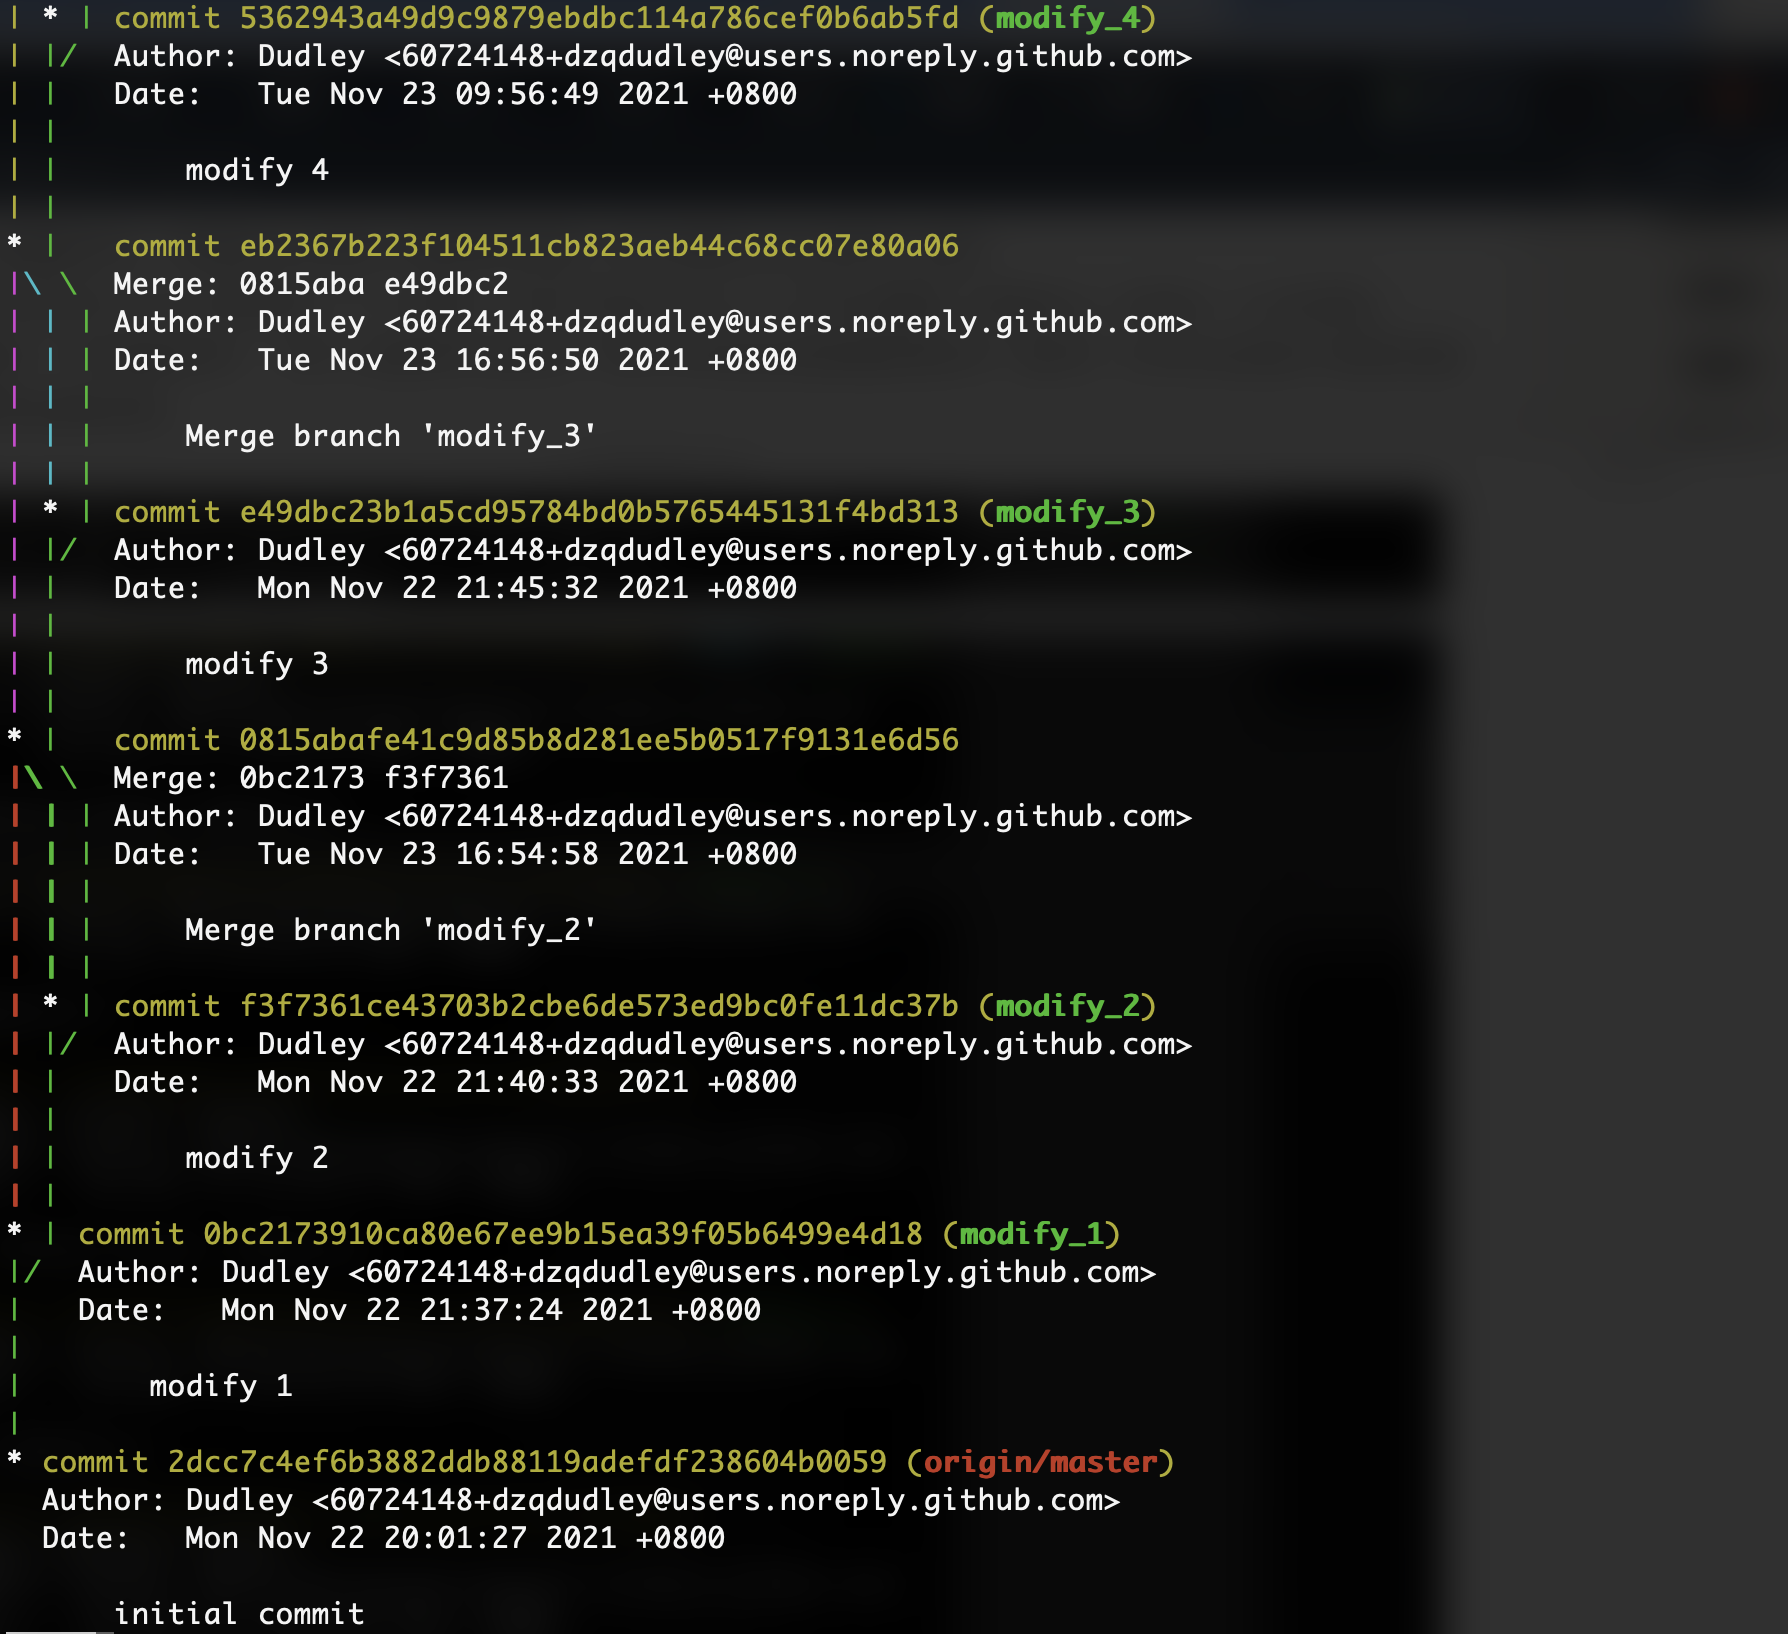 | * | commit 5362943a49d9c9879ebdbc114a786cef0b6ab5fd (modify_4)
| |/  Author: Dudley <60724148+dzqdudley@users.noreply.github.com>
| |   Date:   Tue Nov 23 09:56:49 2021 +0800
| |
| |       modify 4
| |
* |   commit eb2367b223f104511cb823aeb44c68cc07e80a06
|\ \  Merge: 0815aba e49dbc2
| | | Author: Dudley <60724148+dzqdudley@users.noreply.github.com>
| | | Date:   Tue Nov 23 16:56:50 2021 +0800
| | |
| | |     Merge branch 'modify_3'
| | |
| * | commit e49dbc23b1a5cd95784bd0b5765445131f4bd313 (modify_3)
| |/  Author: Dudley <60724148+dzqdudley@users.noreply.github.com>
| |   Date:   Mon Nov 22 21:45:32 2021 +0800
| |
| |       modify 3
| |
* |   commit 0815abafe41c9d85b8d281ee5b0517f9131e6d56
|\ \  Merge: 0bc2173 f3f7361
| | | Author: Dudley <60724148+dzqdudley@users.noreply.github.com>
| | | Date:   Tue Nov 23 16:54:58 2021 +0800
| | |
| | |     Merge branch 'modify_2'
| | |
| * | commit f3f7361ce43703b2cbe6de573ed9bc0fe11dc37b (modify_2)
| |/  Author: Dudley <60724148+dzqdudley@users.noreply.github.com>
| |   Date:   Mon Nov 22 21:40:33 2021 +0800
| |
| |       modify 2
| |
* | commit 0bc2173910ca80e67ee9b15ea39f05b6499e4d18 (modify_1)
|/  Author: Dudley <60724148+dzqdudley@users.noreply.github.com>
|   Date:   Mon Nov 22 21:37:24 2021 +0800
|
|       modify 1
|
* commit 2dcc7c4ef6b3882ddb88119adefdf238604b0059 (origin/master)
  Author: Dudley <60724148+dzqdudley@users.noreply.github.com>
  Date:   Mon Nov 22 20:01:27 2021 +0800

      initial commit